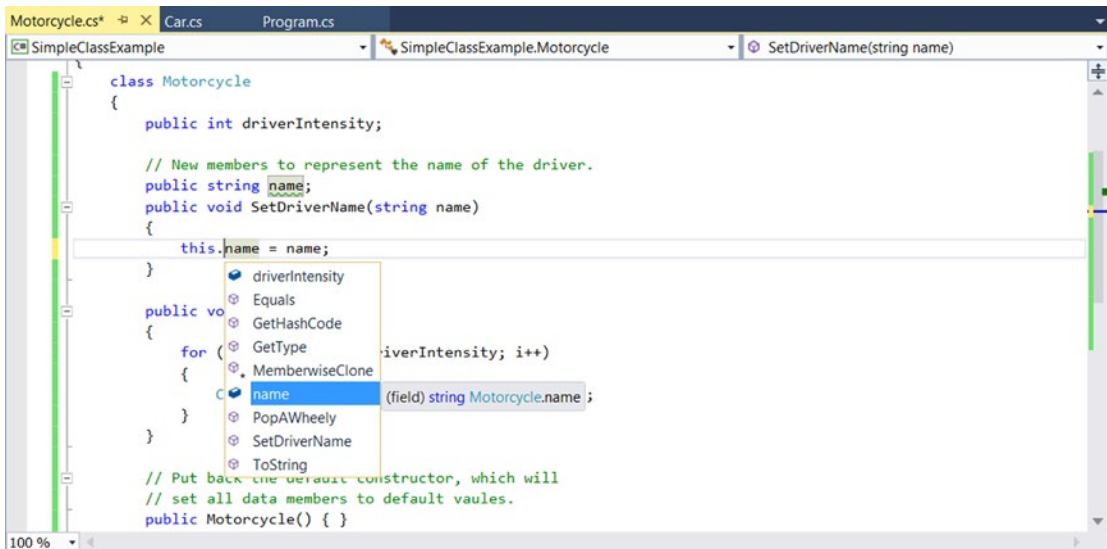 Motorcycle.cs* Car.cs Program.cs
C# SimpleClassExample SimpleClassExample.Motorcycle SetDriverName(string name)
{
class Motorcycle
{
public int driverIntensity;
// New members to represent the name of the driver.
public string name;
public void SetDriverName(string name)
{
this.name = name;
}
driverIntensity
Equals
public vo
GetHashCode
{
GetType
for ( iverIntensity; i++)
MemberwiseClone
{
C name (field) string Motorcycle.name ;
}
PopAWheely
}
SetDriverName
ToString
// Put back the default constructor, which will
// set all data members to default vaules.
public Motorcycle() { }
100 %